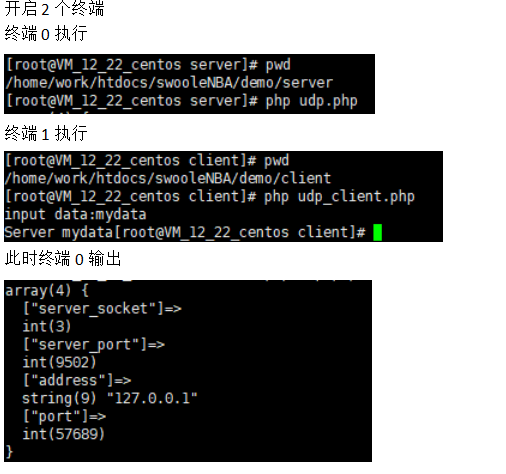 开启 2 个终端
终端 0 执行
[root@VM_12_22_centos server]# pwd
/home/work/htdocs/swooleNBA/demo/server
[root@VM_12_22_centos server]# php udp.php
终端 1 执行
[root@VM_12_22_centos client]# pwd
/home/work/htdocs/swooleNBA/demo/client
[root@VM_12_22_centos client]# php udp_client.php
input data:mydata
Server mydata[root@VM_12_22_centos client]#
此时终端 0 输出
array(4) {
["server_socket"]=>
int(3)
["server_port"]=>
int(9502)
["address"]=>
string(9) "127.0.0.1"
["port"]=>
int(57689)
}